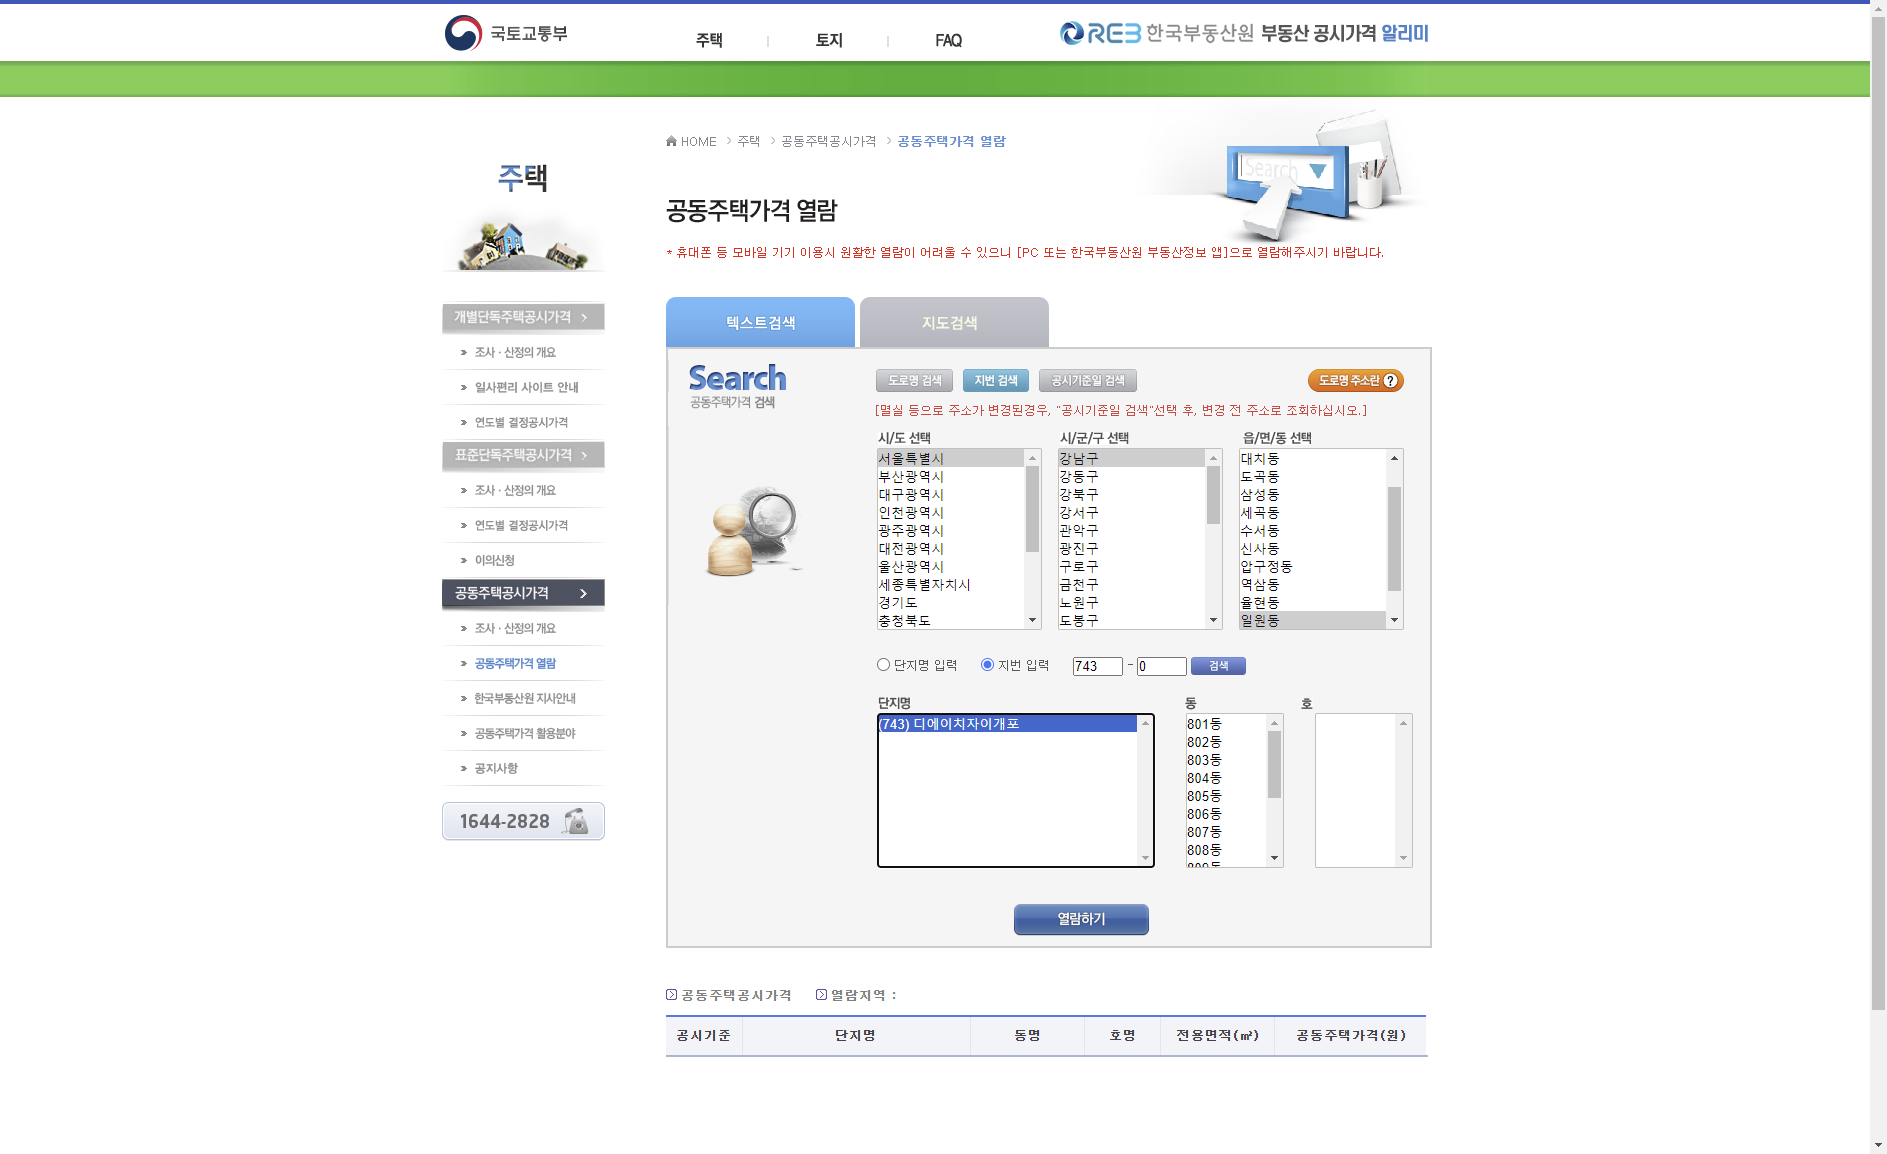 국토교통부
주택
토지
FAQ
REB 한국부동산원 부동산 공시가격 알리미
HOME > 주택 > 공동주택공시가격 > 공동주택가격 열람
Search
주택
공동주택가격 열람
* 휴대폰 등 모바일 기기 이용시 원활한 열람이 어려울 수 있으니 [PC 또는 한국부동산원 부동산정보 앱]으로 열람해주시기 바랍니다.
개별단독주택공시가격 >
조사 · 산정의 개요
일사편리 사이트 안내
연도별 결정공시가격
표준단독주택공시가격 >
조사 · 산정의 개요
연도별 결정공시가격
이의신청
공동주택공시가격 >
조사 · 산정의 개요
공동주택가격 열람
한국부동산원 지사안내
공동주택가격 활용분야
공지사항
1644-2828
텍스트검색
지도검색
Search
공동주택가격 검색
도로명 검색
지번 검색
공시기준일 검색
도로명 주소란 ?
[멸실 등으로 주소가 변경된경우, "공시기준일 검색"선택 후, 변경 전 주소로 조회하십시오.]
시/도 선택
서울특별시
부산광역시
대구광역시
인천광역시
광주광역시
대전광역시
울산광역시
세종특별자치시
경기도
충청북도
시/군/구 선택
강남구
강동구
강북구
강서구
관악구
광진구
구로구
금천구
노원구
도봉구
읍/면/동 선택
대치동
도곡동
삼성동
세곡동
수서동
신사동
압구정동
역삼동
율현동
일원동
단지명 입력
지번 입력
743 - 0
검색
단지명
(743) 디에이치자이개포
동
801동
802동
803동
804동
805동
806동
807동
808동
809동
호
열람하기
공동주택공시가격
열람지역 :
공시기준
단지명
동명
호명
전용면적(㎡)
공동주택가격(원)